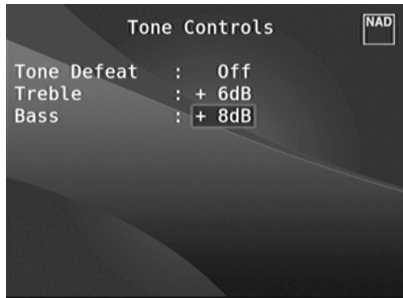 Tone Controls
NAD
Tone Defeat : Off
Treble : + 6dB
Bass : + 8dB